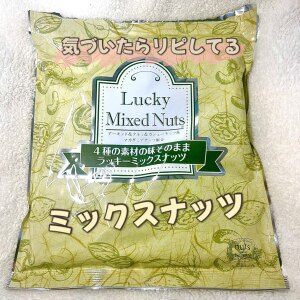 気づいたらリピしてる
Lucky
Mixed Nuts
4種の素材の味そのまま
ラッキーミックスナッツ
ミックスナッツ
nuts